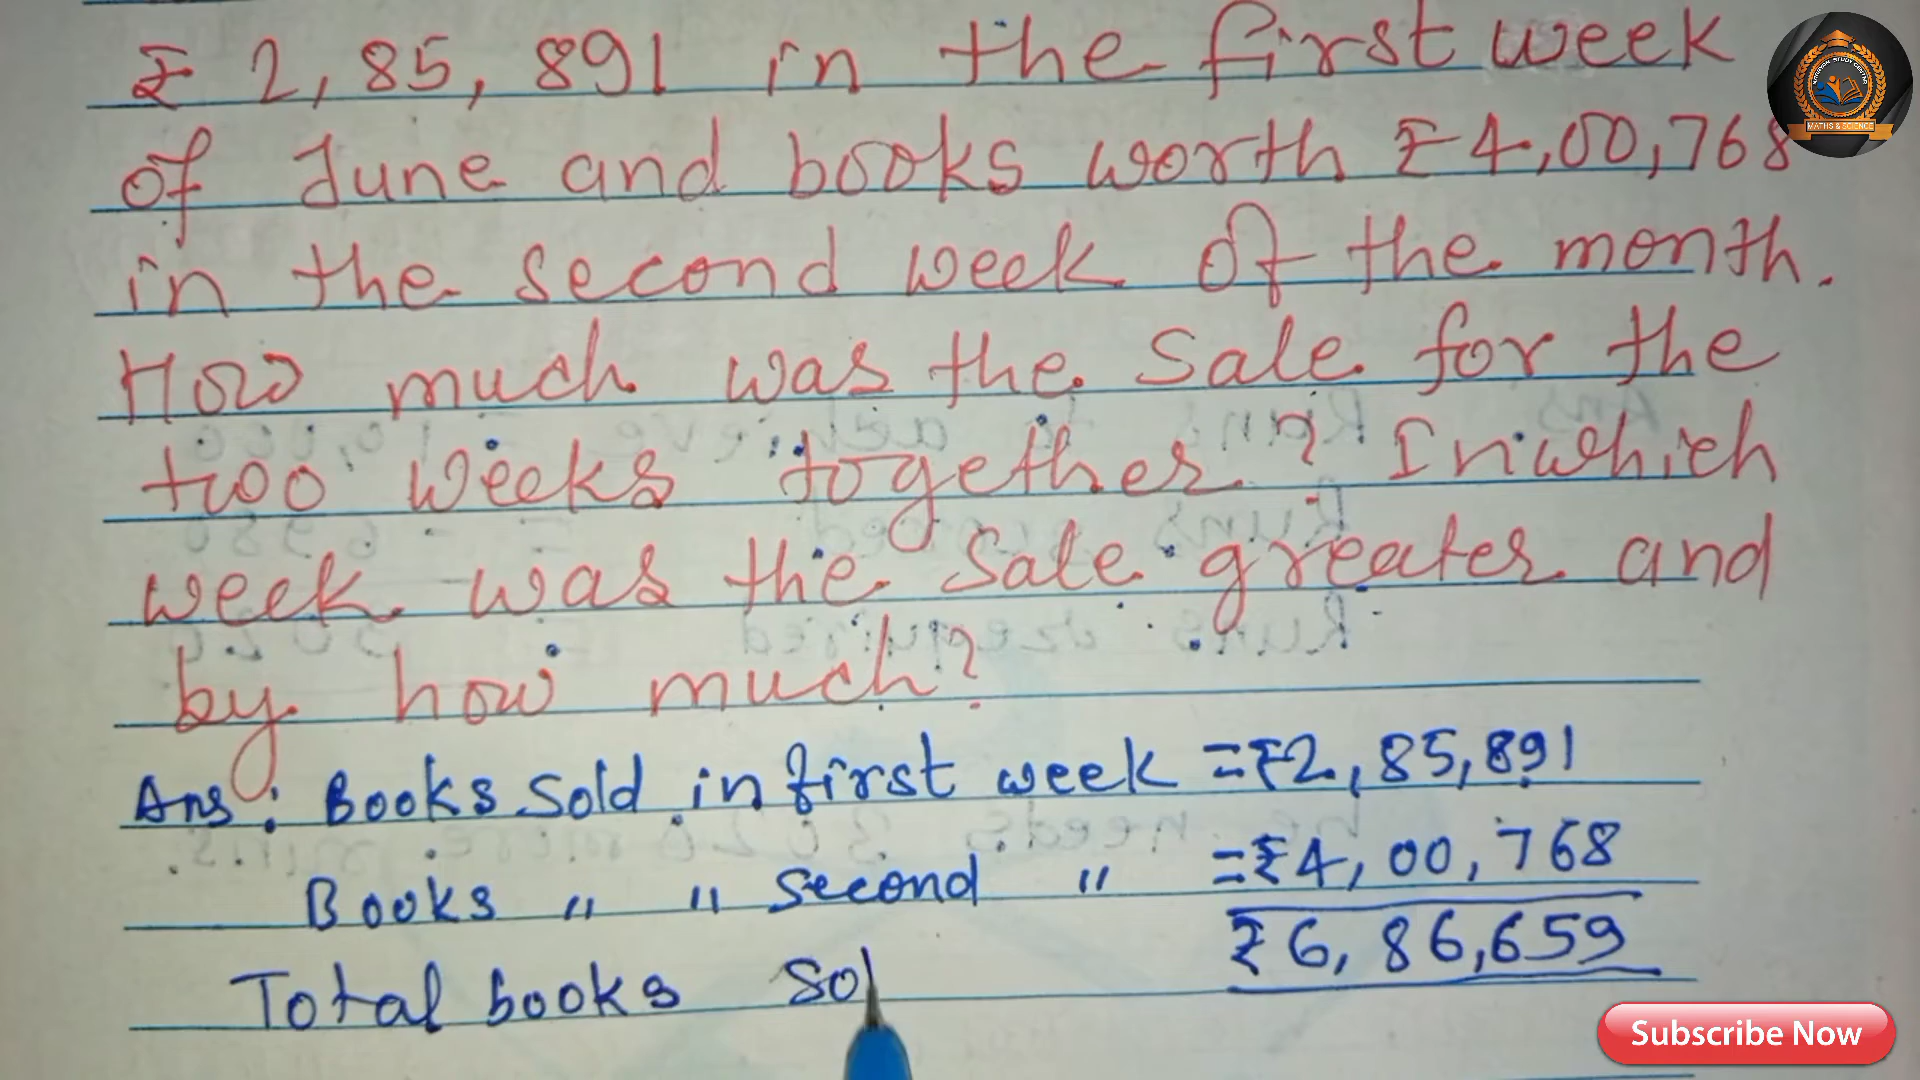 ₹ 2,85,891 in the first week
of June and books worth ₹ 4,00,768
in the second week of the month.
How much was the Sale for the
two weeks together? In which
week was the Sale greater and
by how much?
Ans: Books Sold in first week = ₹2,85,891
Books " " Second " = ₹4,00,768
₹6,86,659
Total books Sol
MATHS & SCIENCE
Subscribe Now